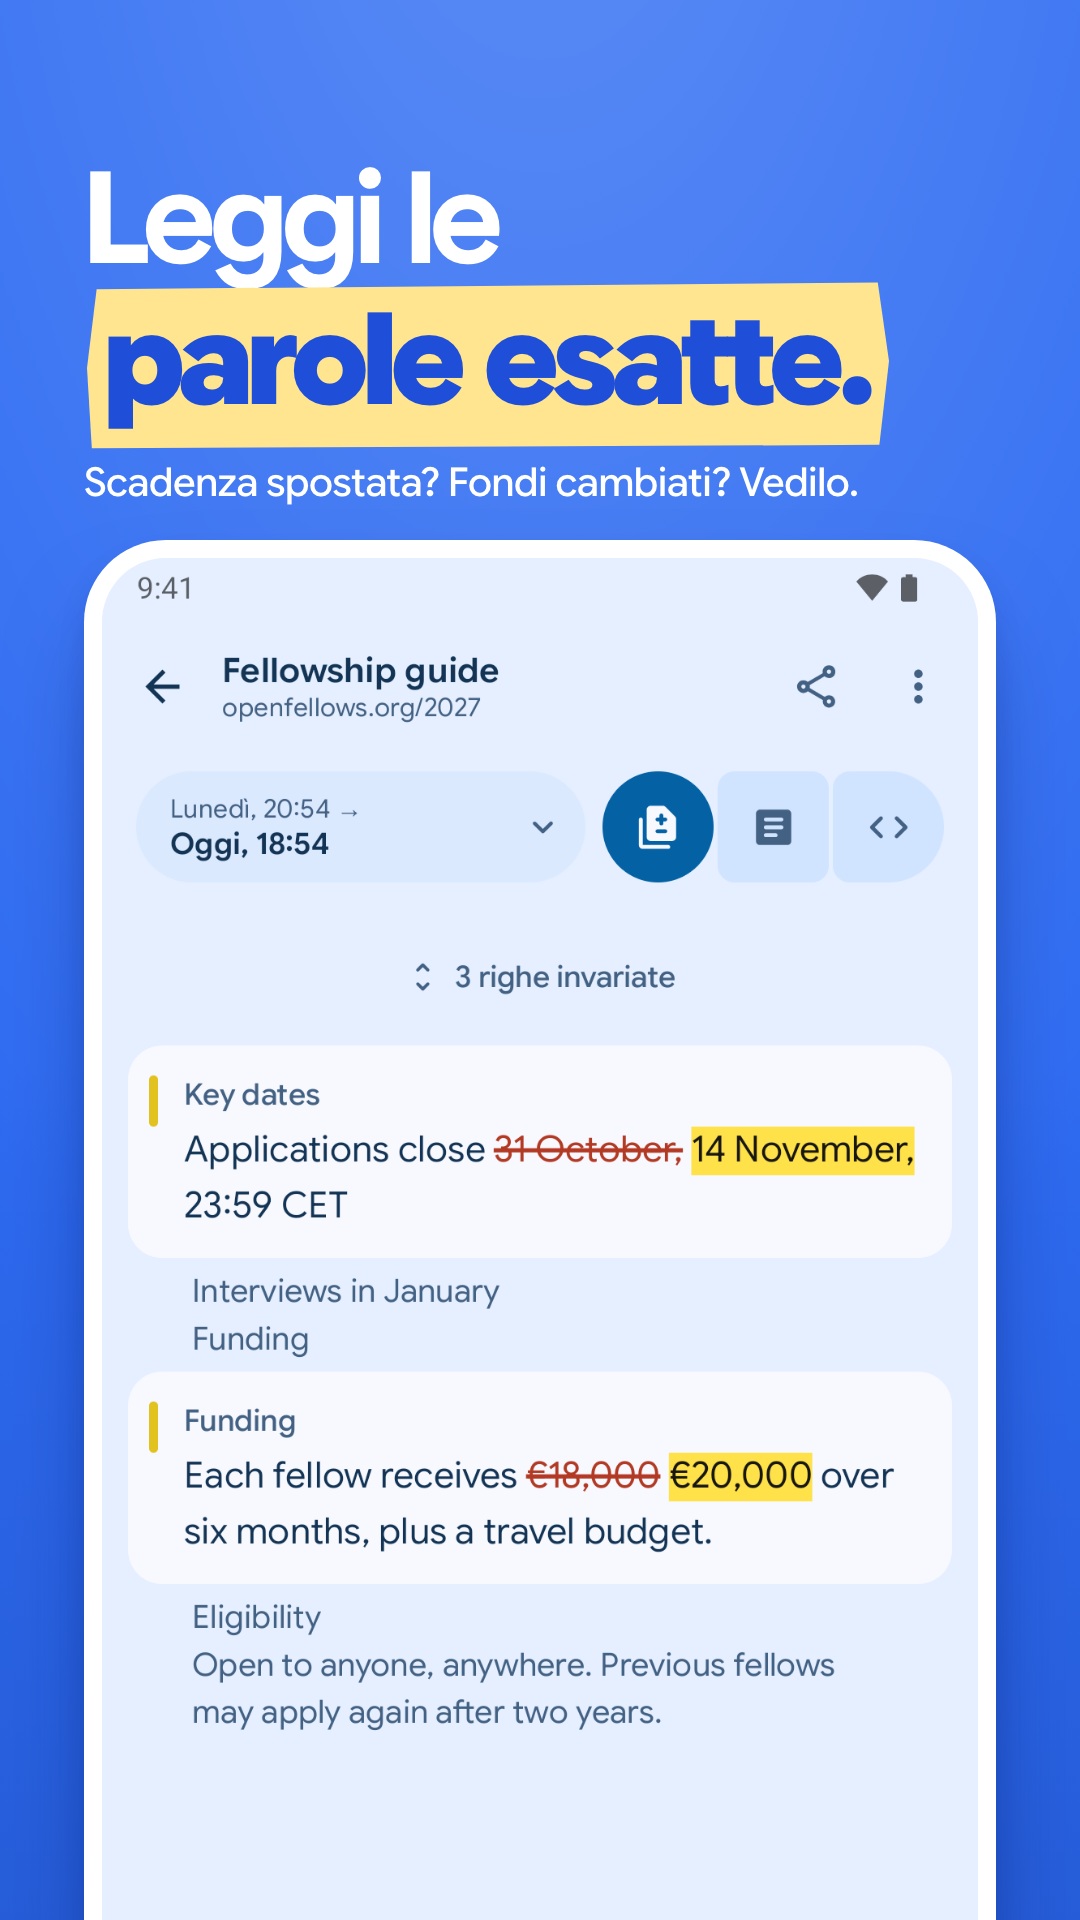 Leggi le
parole esatte.
Scadenza spostata? Fondi cambiati? Vedilo.
9:41
Fellowship guide
openfellows.org/2027
Lunedì, 20:54 →
Oggi, 18:54
3 righe invariate
Key dates
Applications close 31 October, 14 November,
23:59 CET
Interviews in January
Funding
Funding
Each fellow receives €18,000 €20,000 over
six months, plus a travel budget.
Eligibility
Open to anyone, anywhere. Previous fellows
may apply again after two years.